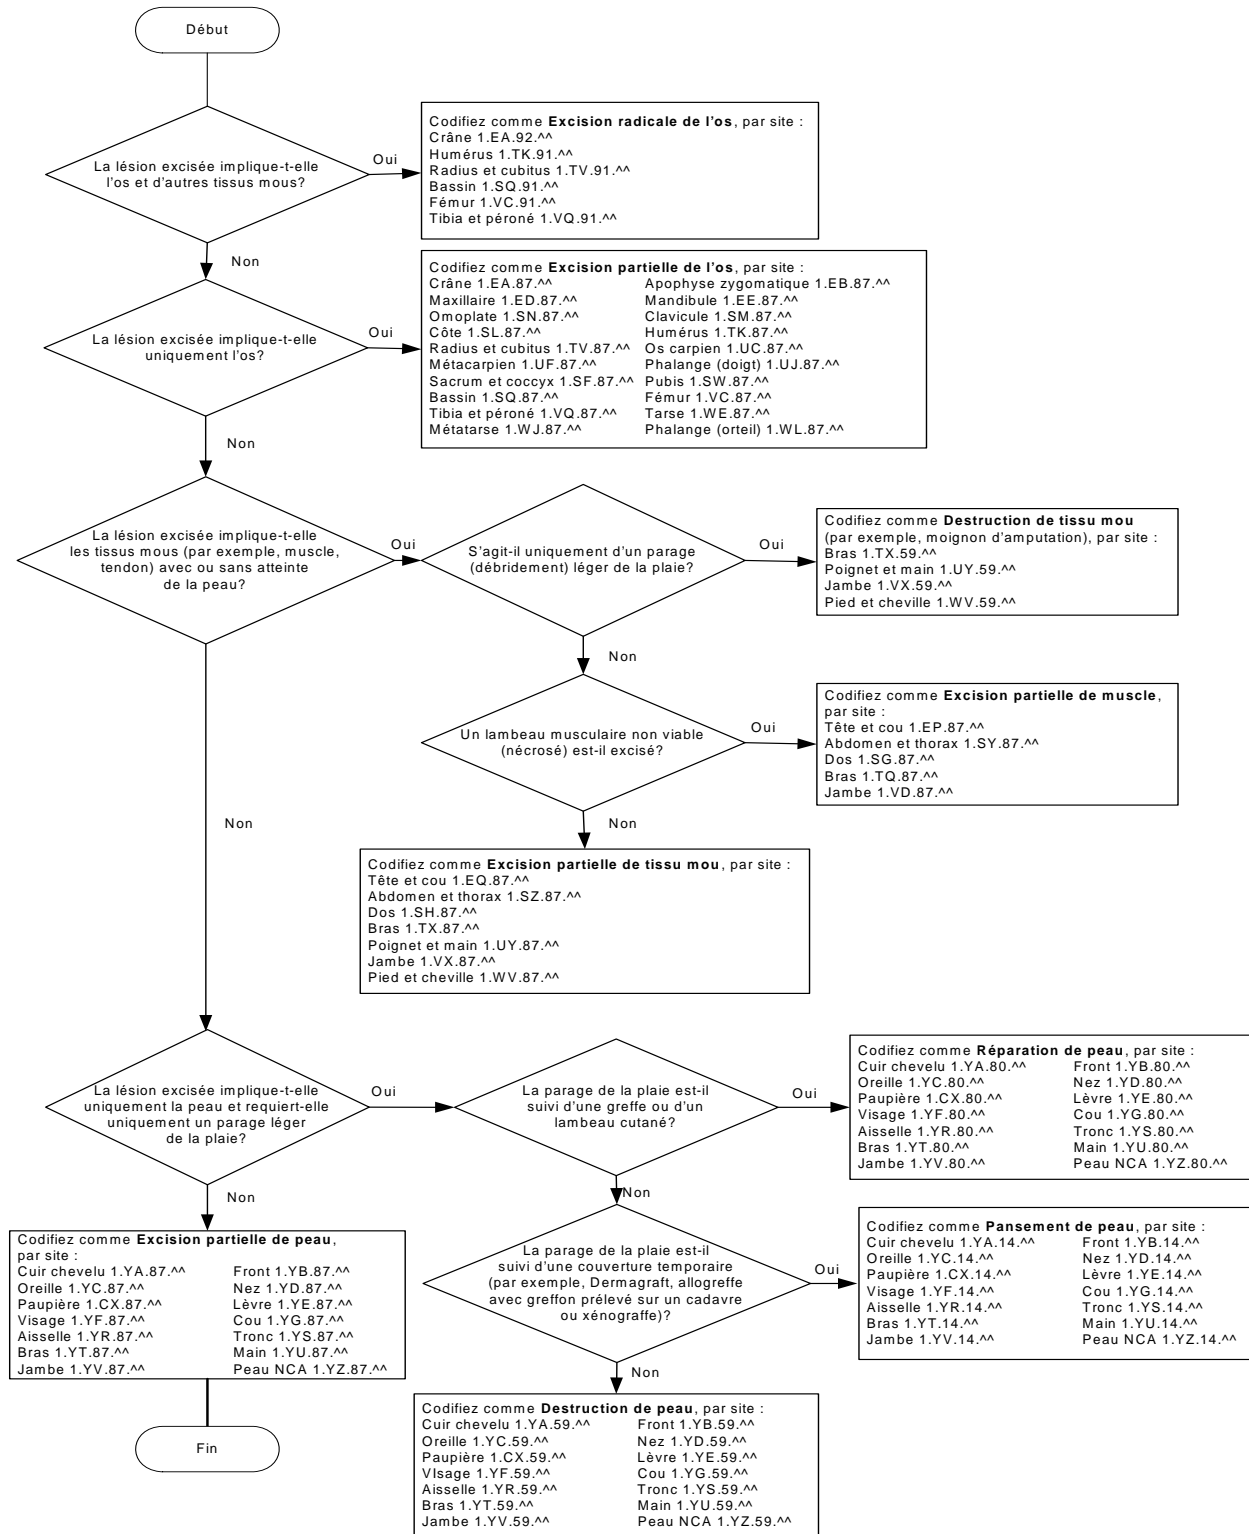 Début
La lésion excisée implique-t-elle
l'os et d'autres tissus mous?
Oui
Codifiez comme Excision radicale de l'os, par site :
Crâne 1.EA.92.^^
Humérus 1.TK.91.^^
Radius et cubitus 1.TV.91.^^
Bassin 1.SQ.91.^^
Fémur 1.VC.91.^^
Tibia et péroné 1.VQ.91.^^
Non
La lésion excisée implique-t-elle
uniquement l'os?
Oui
Codifiez comme Excision partielle de l'os, par site :
Crâne 1.EA.87.^^ Apophyse zygomatique 1.EB.87.^^
Maxillaire 1.ED.87.^^ Mandibule 1.EE.87.^^
Omoplate 1.SN.87.^^ Clavicule 1.SM.87.^^
Côte 1.SL.87.^^ Humérus 1.TK.87.^^
Radius et cubitus 1.TV.87.^^ Os carpien 1.UC.87.^^
Métacarpien 1.UF.87.^^ Phalange (doigt) 1.UJ.87.^^
Sacrum et coccyx 1.SF.87.^^ Pubis 1.SW.87.^^
Bassin 1.SQ.87.^^ Fémur 1.VC.87.^^
Tibia et péroné 1.VQ.87.^^ Tarse 1.WE.87.^^
Métatarse 1.WJ.87.^^ Phalange (orteil) 1.WL.87.^^
Non
La lésion excisée implique-t-elle
les tissus mous (par exemple, muscle,
tendon) avec ou sans atteinte
de la peau?
Oui
S'agit-il uniquement d'un parage
(débridement) léger de la plaie?
Oui
Codifiez comme Destruction de tissu mou
(par exemple, moignon d'amputation), par site :
Bras 1.TX.59.^^
Poignet et main 1.UY.59.^^
Jambe 1.VX.59.^^
Pied et cheville 1.WV.59.^^
Non
Un lambeau musculaire non viable
(nécrosé) est-il excisé?
Oui
Codifiez comme Excision partielle de muscle,
par site :
Tête et cou 1.EP.87.^^
Abdomen et thorax 1.SY.87.^^
Dos 1.SG.87.^^
Bras 1.TQ.87.^^
Jambe 1.VD.87.^^
Non
Codifiez comme Excision partielle de tissu mou, par site :
Tête et cou 1.EQ.87.^^
Abdomen et thorax 1.SZ.87.^^
Dos 1.SH.87.^^
Bras 1.TX.87.^^
Poignet et main 1.UY.87.^^
Jambe 1.VX.87.^^
Pied et cheville 1.WV.87.^^
Non
La lésion excisée implique-t-elle
uniquement la peau et requiert-elle
uniquement un parage léger
de la plaie?
Oui
La parage de la plaie est-il
suivi d'une greffe ou d'un
lambeau cutané?
Oui
Codifiez comme Réparation de peau, par site :
Cuir chevelu 1.YA.80.^^ Front 1.YB.80.^^
Oreille 1.YC.80.^^ Nez 1.YD.80.^^
Paupière 1.CX.80.^^ Lèvre 1.YE.80.^^
Visage 1.YF.80.^^ Cou 1.YG.80.^^
Aisselle 1.YR.80.^^ Tronc 1.YS.80.^^
Bras 1.YT.80.^^ Main 1.YU.80.^^
Jambe 1.YV.80.^^ Peau NCA 1.YZ.80.^^
Non
Codifiez comme Excision partielle de peau,
par site :
Cuir chevelu 1.YA.87.^^ Front 1.YB.87.^^
Oreille 1.YC.87.^^ Nez 1.YD.87.^^
Paupière 1.CX.87.^^ Lèvre 1.YE.87.^^
Visage 1.YF.87.^^ Cou 1.YG.87.^^
Aisselle 1.YR.87.^^ Tronc 1.YS.87.^^
Bras 1.YT.87.^^ Main 1.YU.87.^^
Jambe 1.YV.87.^^ Peau NCA 1.YZ.87.^^
Fin
Non
La parage de la plaie est-il
suivi d'une couverture temporaire
(par exemple, Dermagraft, allogreffe
avec greffon prélevé sur un cadavre
ou xénograffe)?
Oui
Codifiez comme Pansement de peau, par site :
Cuir chevelu 1.YA.14.^^ Front 1.YB.14.^^
Oreille 1.YC.14.^^ Nez 1.YD.14.^^
Paupière 1.CX.14.^^ Lèvre 1.YE.14.^^
Visage 1.YF.14.^^ Cou 1.YG.14.^^
Aisselle 1.YR.14.^^ Tronc 1.YS.14.^^
Bras 1.YT.14.^^ Main 1.YU.14.^^
Jambe 1.YV.14.^^ Peau NCA 1.YZ.14.^^
Non
Codifiez comme Destruction de peau, par site :
Cuir chevelu 1.YA.59.^^ Front 1.YB.59.^^
Oreille 1.YC.59.^^ Nez 1.YD.59.^^
Paupière 1.CX.59.^^ Lèvre 1.YE.59.^^
VIsage 1.YF.59.^^ Cou 1.YG.59.^^
Aisselle 1.YR.59.^^ Tronc 1.YS.59.^^
Bras 1.YT.59.^^ Main 1.YU.59.^^
Jambe 1.YV.59.^^ Peau NCA 1.YZ.59.^^